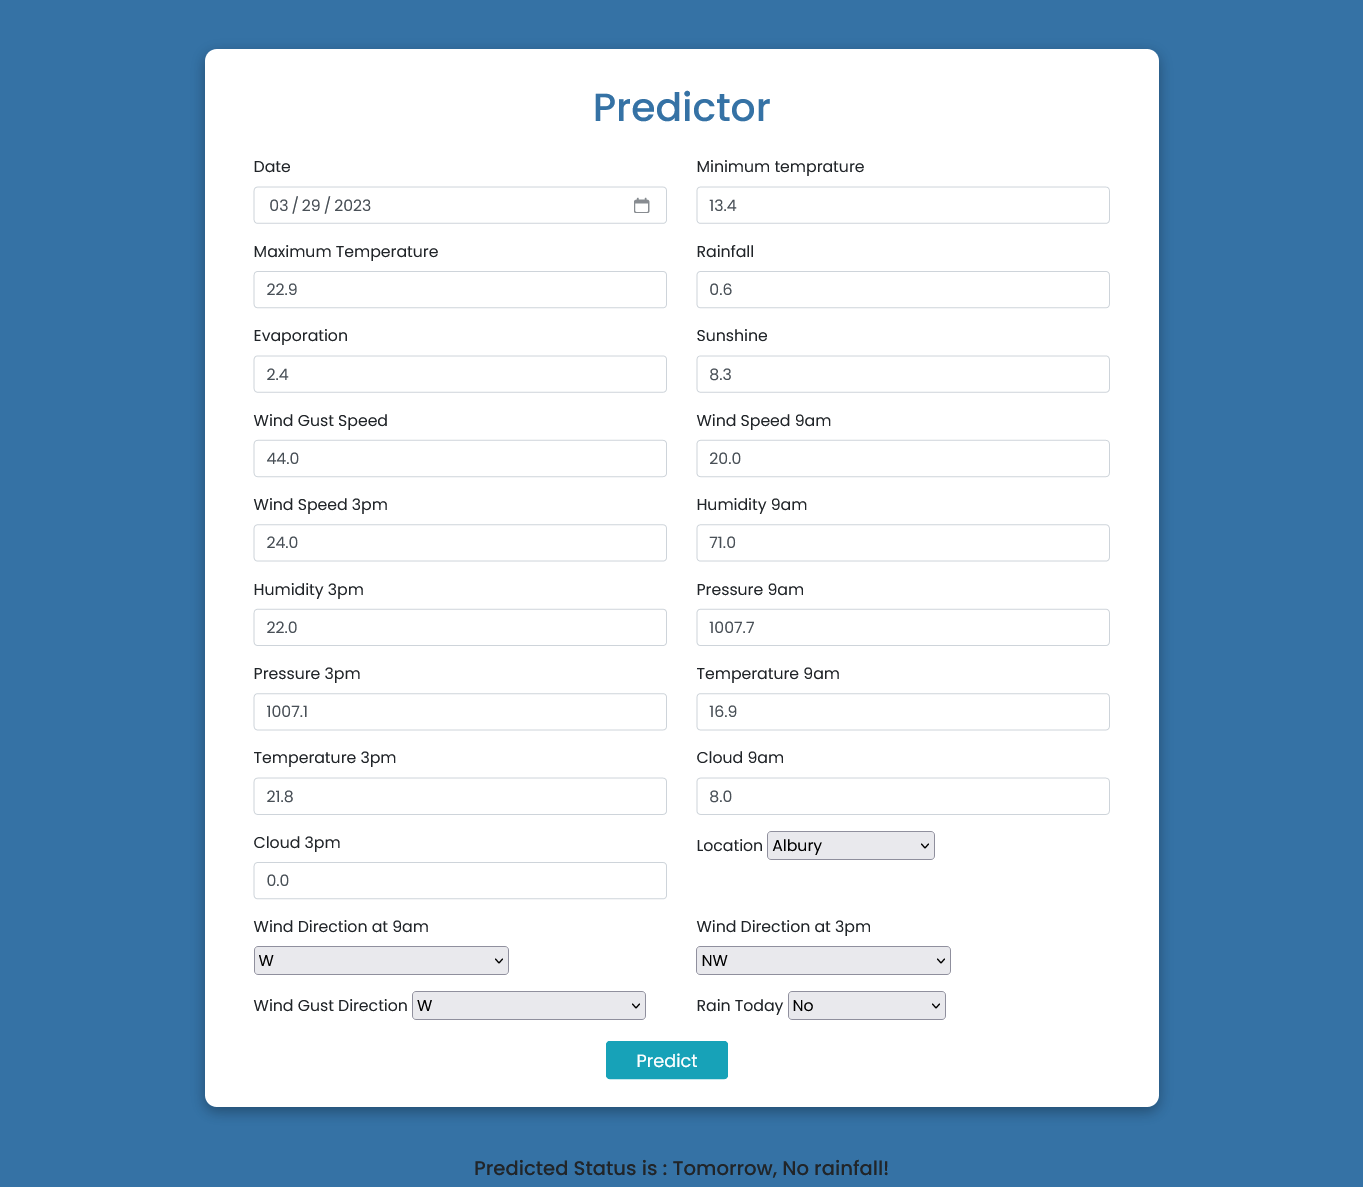 Predictor
Date
Minimum temprature
03 / 29 / 2023
13.4
Maximum Temperature
Rainfall
22.9
0.6
Evaporation
Sunshine
2.4
8.3
Wind Gust Speed
Wind Speed 9am
44.0
20.0
Wind Speed 3pm
Humidity 9am
24.0
71.0
Humidity 3pm
Pressure 9am
22.0
1007.7
Pressure 3pm
Temperature 9am
1007.1
16.9
Temperature 3pm
Cloud 9am
21.8
8.0
Cloud 3pm
Location Albury
0.0
Wind Direction at 9am
Wind Direction at 3pm
W
NW
Wind Gust Direction W
Rain Today No
Predict
Predicted Status is : Tomorrow, No rainfall!